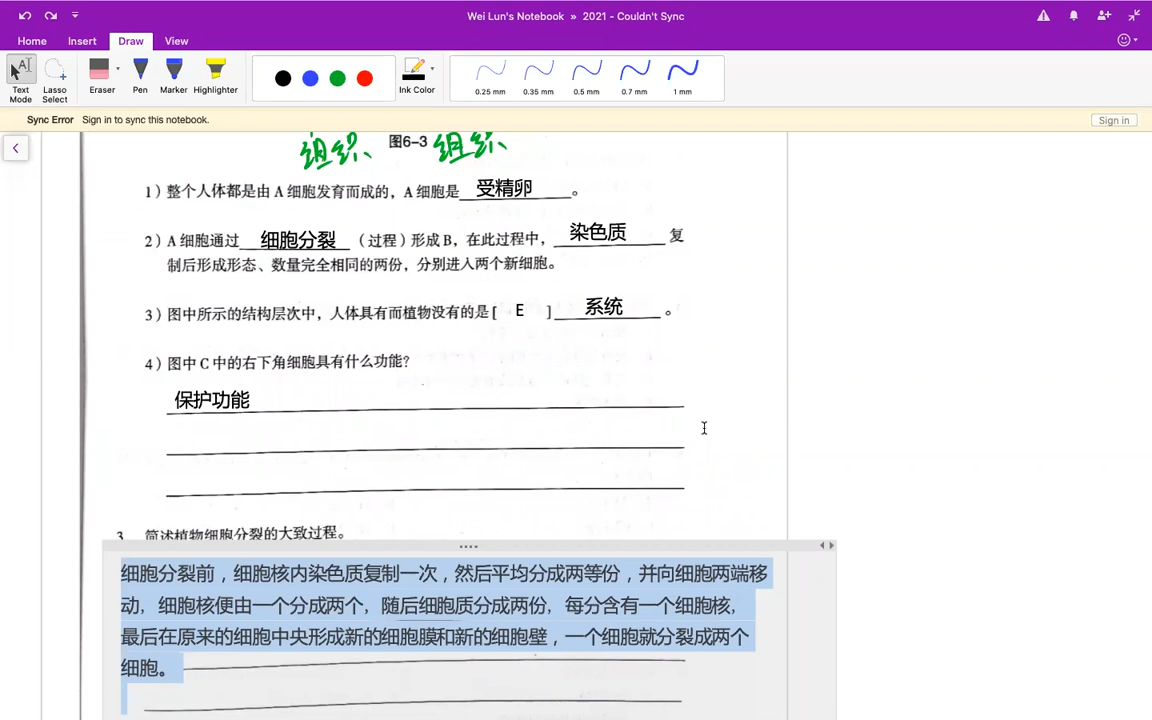 Wei Lun's Notebook » 2021 - Couldn't Sync
Home Insert Draw View
Text Mode
Lasso Select
Eraser
Pen
Marker
Highlighter
Ink Color
0.25 mm 0.35 mm 0.5 mm 0.7 mm 1 mm
Sync Error Sign in to sync this notebook. Sign in
组织、 图6-3 组织、
1）整个人体都是由 A 细胞发育而成的，A 细胞是 受精卵 。
2）A 细胞通过 细胞分裂 （过程）形成 B，在此过程中， 染色质 复
制后形成形态、数量完全相同的两份，分别进入两个新细胞。
3）图中所示的结构层次中，人体具有而植物没有的是 [ E ] 系统 。
4）图中 C 中的右下角细胞具有什么功能？
保护功能
3. 简述植物细胞分裂的大致过程。
细胞分裂前，细胞核内染色质复制一次，然后平均分成两等份，并向细胞两端移
动，细胞核便由一个分成两个，随后细胞质分成两份，每分含有一个细胞核，
最后在原来的细胞中央形成新的细胞膜和新的细胞壁，一个细胞就分裂成两个
细胞。